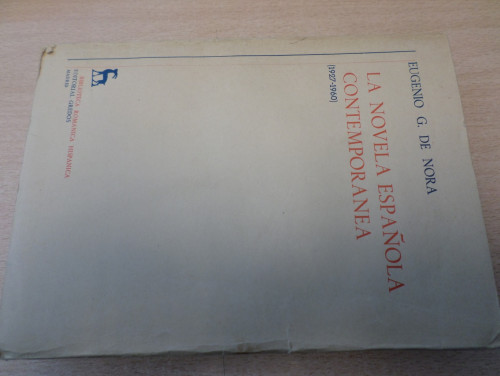 EUGENIO G. DE NORA
LA NOVELA ESPAÑOLA
CONTEMPORANEA
(1927-1960)
BIBLIOTECA ROMANICA HISPANICA
EDITORIAL GREDOS
MADRID